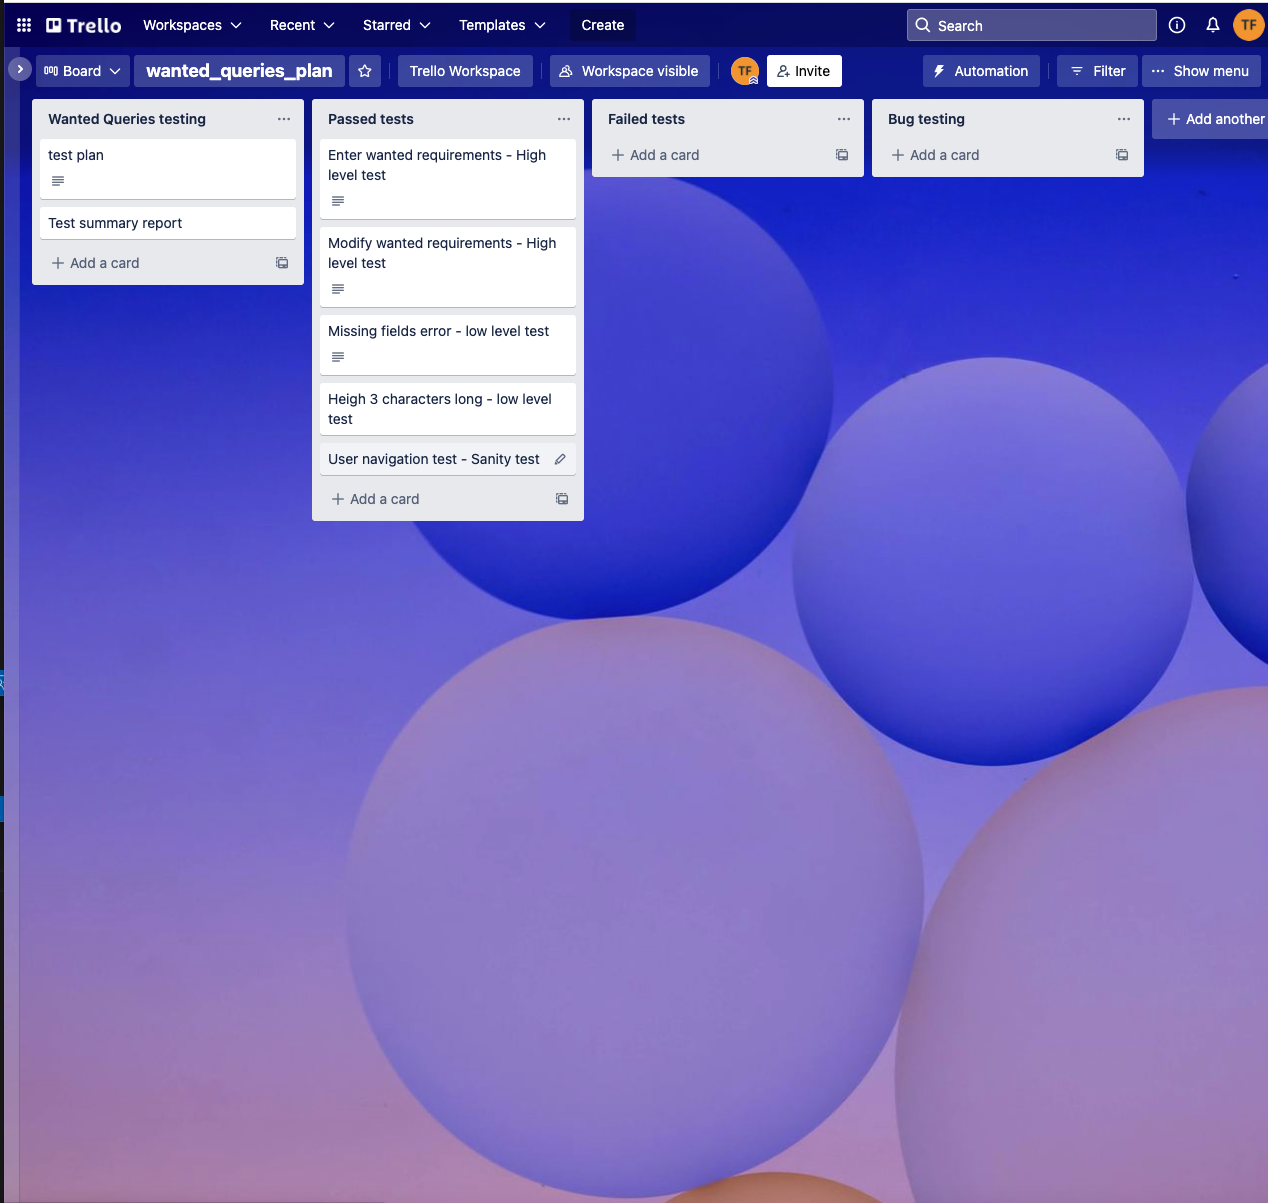 Trello
Workspaces
Recent
Starred
Templates
Create
Search
TF
Board
wanted_queries_plan
Trello Workspace
Workspace visible
TF
Invite
Automation
Filter
Show menu
Wanted Queries testing
test plan
Test summary report
Add a card
Passed tests
Enter wanted requirements - High
level test
Modify wanted requirements - High
level test
Missing fields error - low level test
Heigh 3 characters long - low level
test
User navigation test - Sanity test
Add a card
Failed tests
Add a card
Bug testing
Add a card
Add another